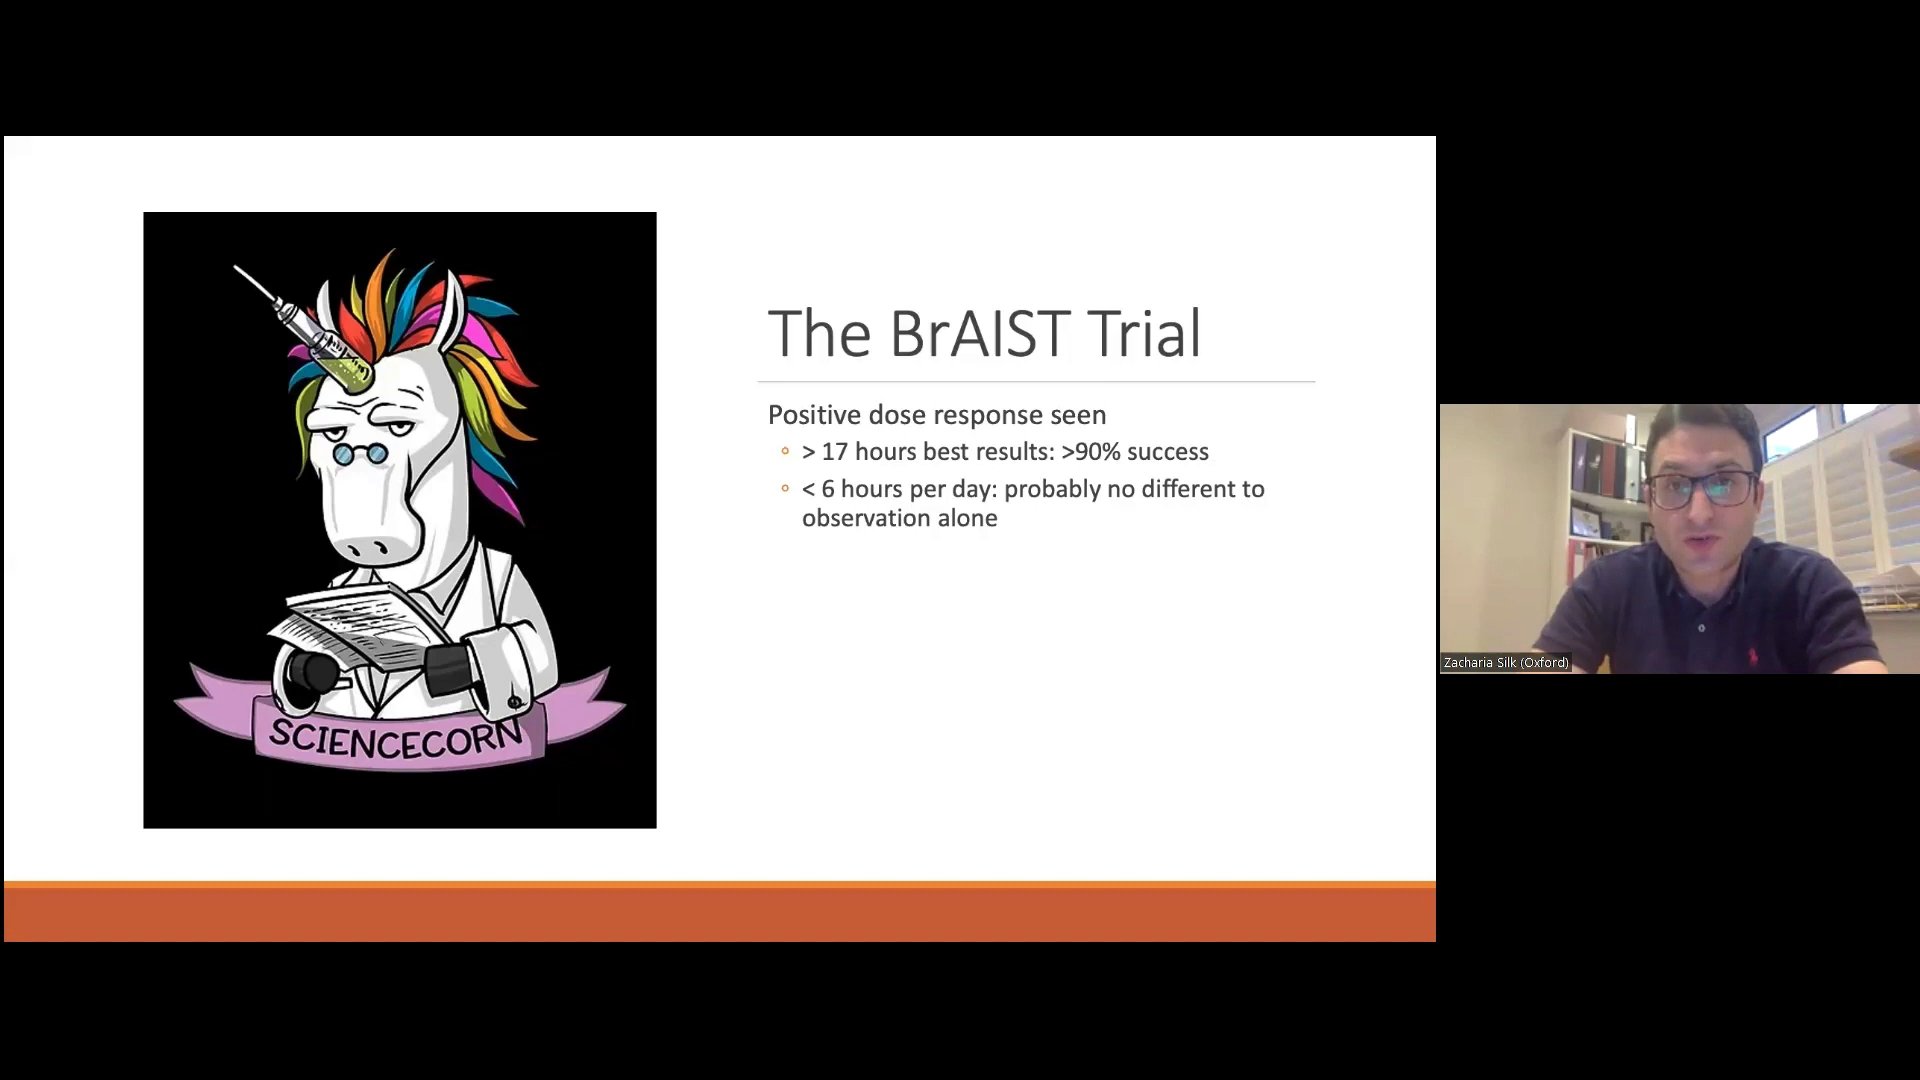 The BrAIST Trial
Positive dose response seen
> 17 hours best results: >90% success
< 6 hours per day: probably no different to
observation alone
SCIENCECORN
Zacharia Silk (Oxford)